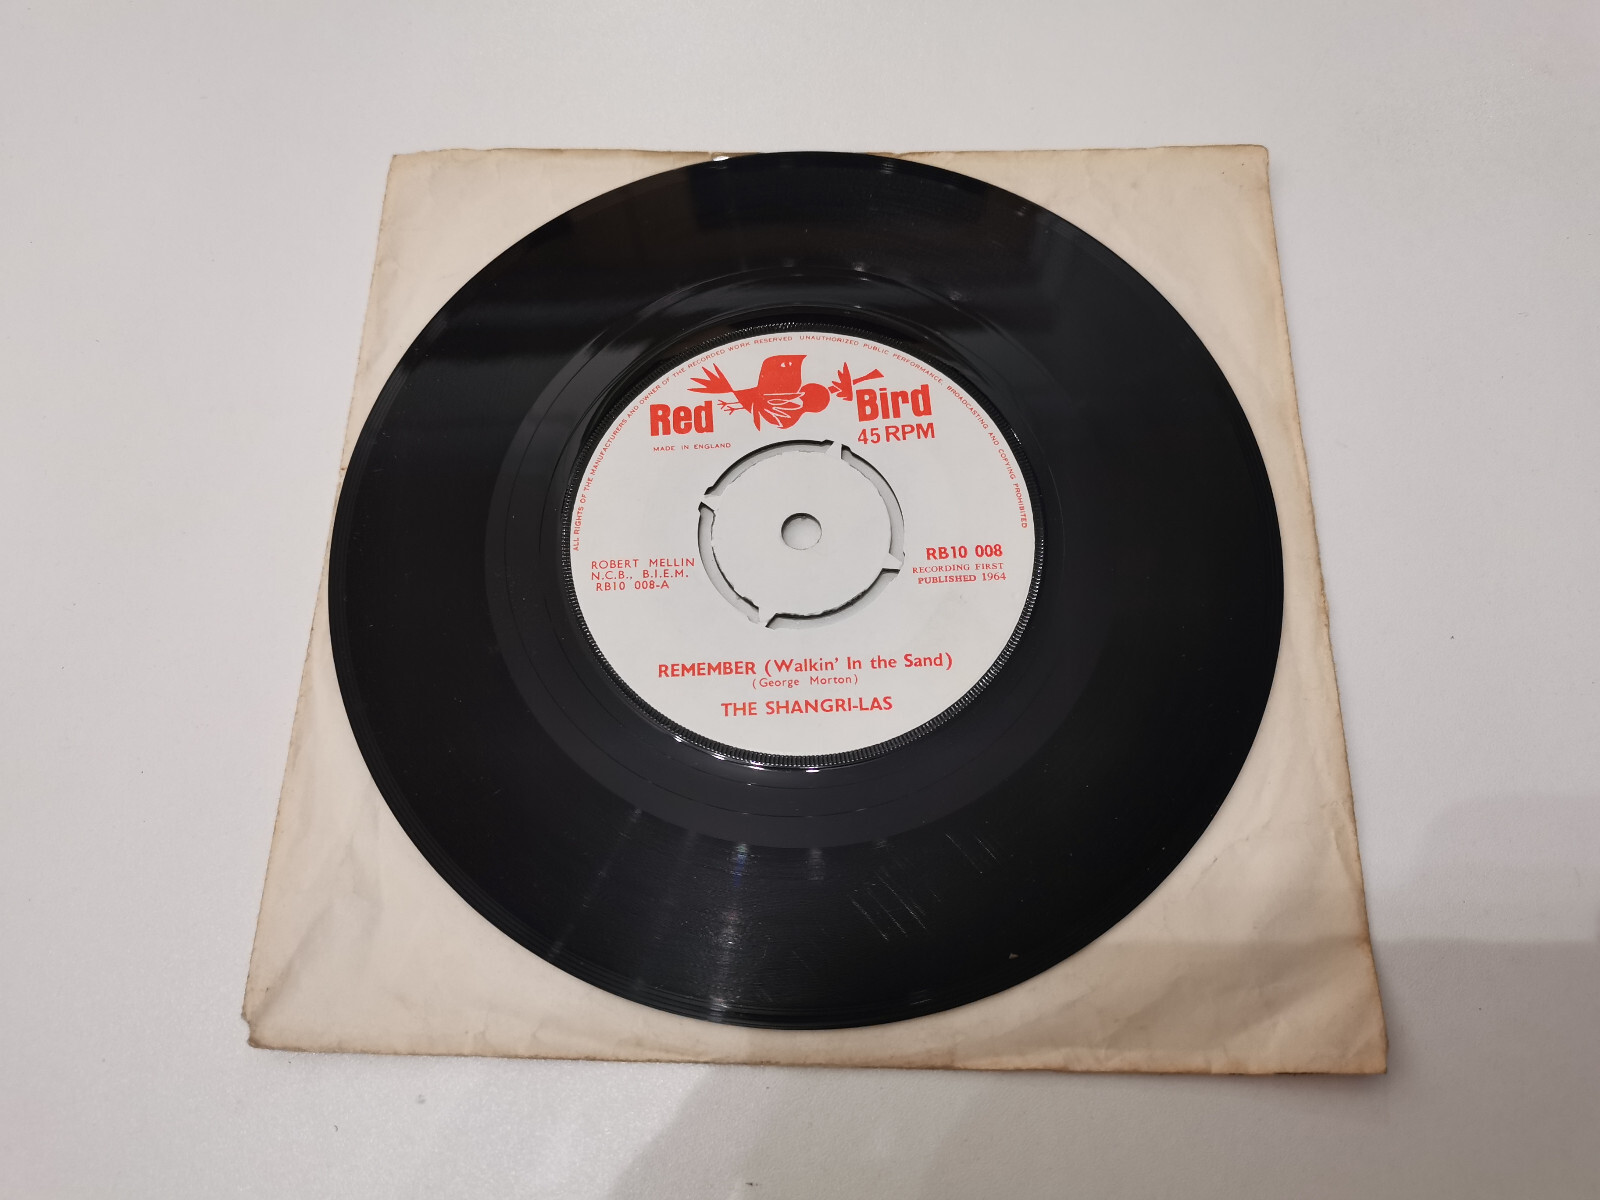 ALL RIGHTS OF THE MANUFACTURERS AND OWNER OF THE RECORDED WORK RESERVED. UNAUTHORIZED PUBLIC PERFORMANCE, BROADCASTING AND COPYING PROHIBITED
Red Bird
45 RPM
MADE IN ENGLAND
ROBERT MELLIN
N.C.B., B.I.E.M.
RB10 008-A
RB10 008
RECORDING FIRST
PUBLISHED 1964
REMEMBER (Walkin' In the Sand)
(George Morton)
THE SHANGRI-LAS